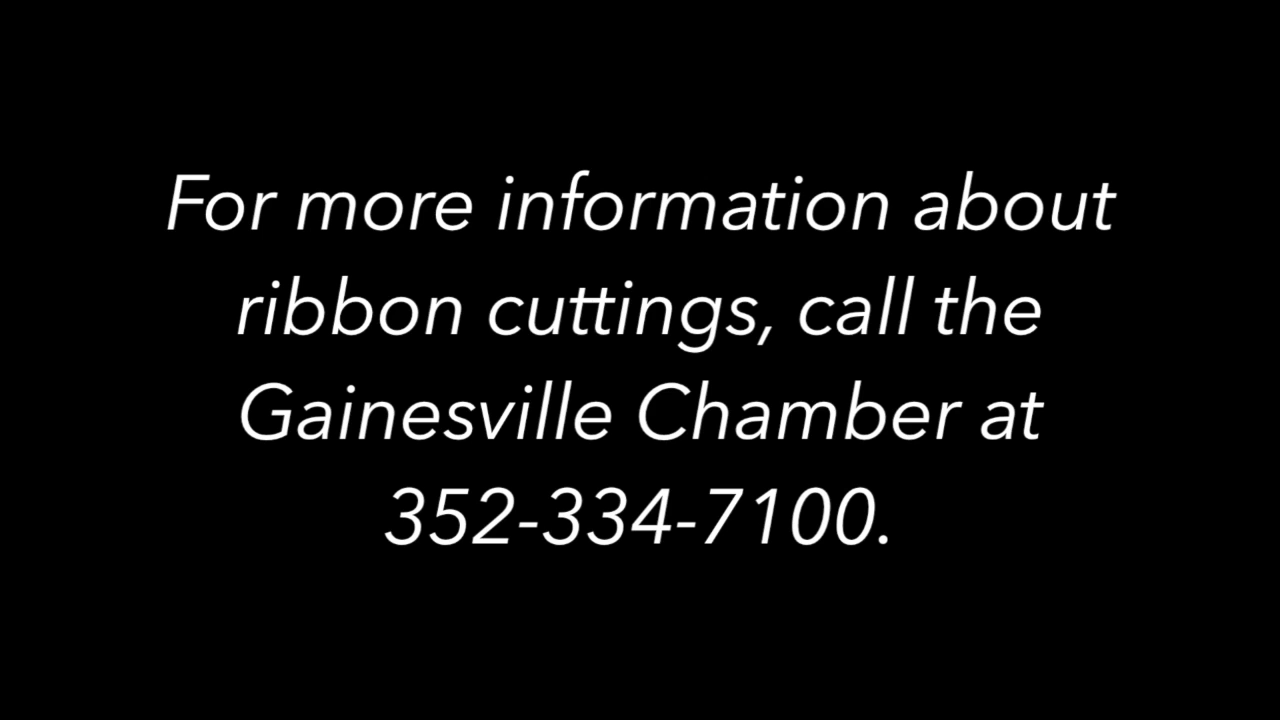 For more information about
ribbon cuttings, call the
Gainesville Chamber at
352-334-7100.